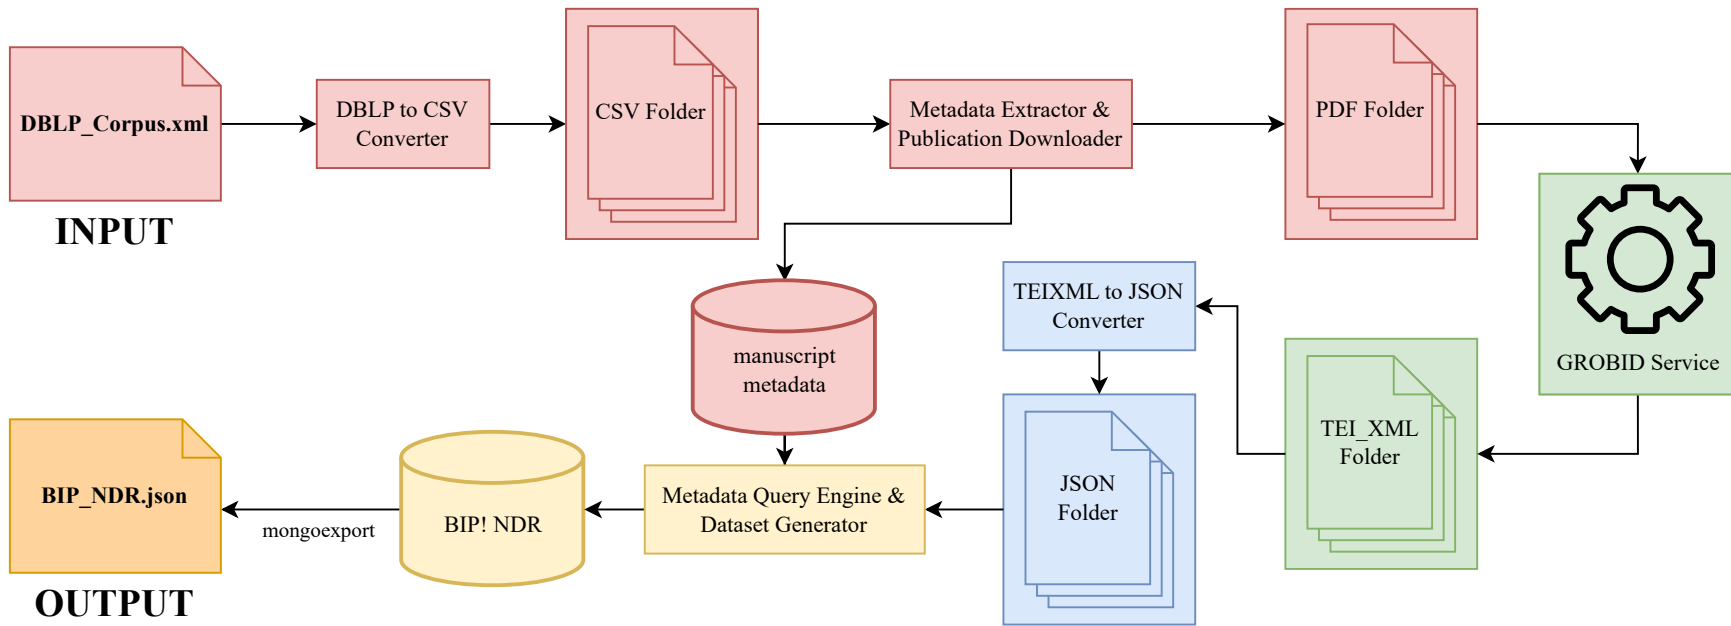 DBLP_Corpus.xml
INPUT
DBLP to CSV
Converter
CSV Folder
Metadata Extractor &
Publication Downloader
PDF Folder
GROBID Service
TEI_XML
Folder
TEIXML to JSON
Converter
JSON
Folder
manuscript
metadata
Metadata Query Engine &
Dataset Generator
BIP! NDR
mongoexport
BIP_NDR.json
OUTPUT